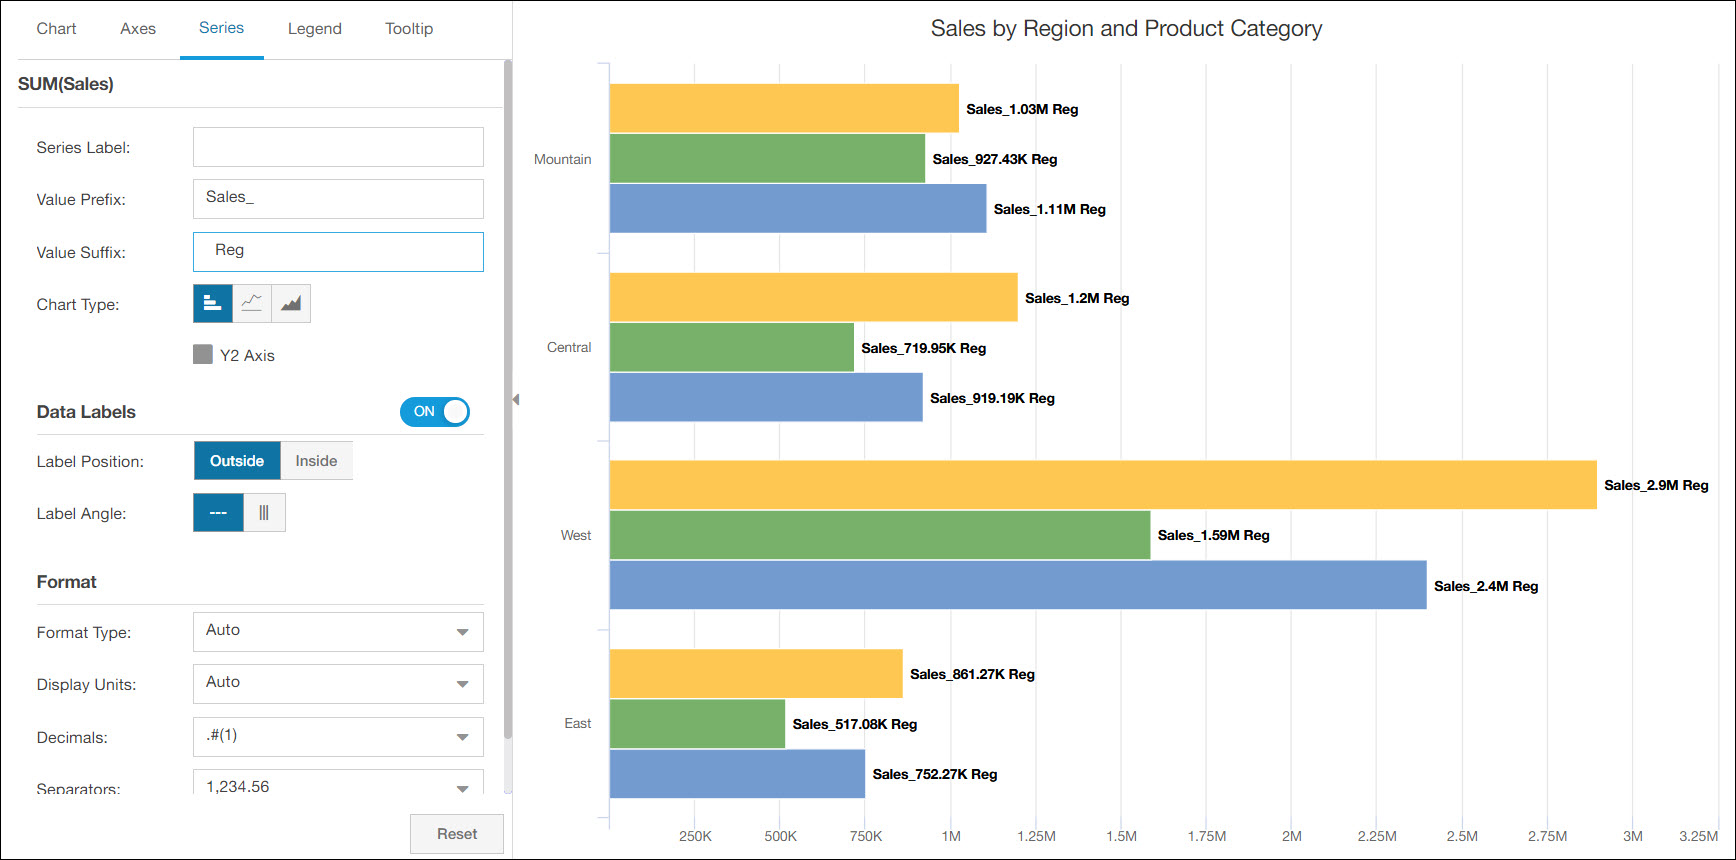 Chart Axes Series Legend Tooltip
SUM(Sales)
Series Label:
Value Prefix: Sales_
Value Suffix: Reg
Chart Type:
Y2 Axis
Data Labels ON
Label Position: Outside Inside
Label Angle: --- |||
Format
Format Type: Auto
Display Units: Auto
Decimals: .#(1)
Separators: 1,234.56
Reset
Sales by Region and Product Category
Sales_1.03M Reg
Mountain Sales_927.43K Reg
Sales_1.11M Reg
Sales_1.2M Reg
Central Sales_719.95K Reg
Sales_919.19K Reg
Sales_2.9M Reg
West Sales_1.59M Reg
Sales_2.4M Reg
Sales_861.27K Reg
East Sales_517.08K Reg
Sales_752.27K Reg
250K 500K 750K 1M 1.25M 1.5M 1.75M 2M 2.25M 2.5M 2.75M 3M 3.25M